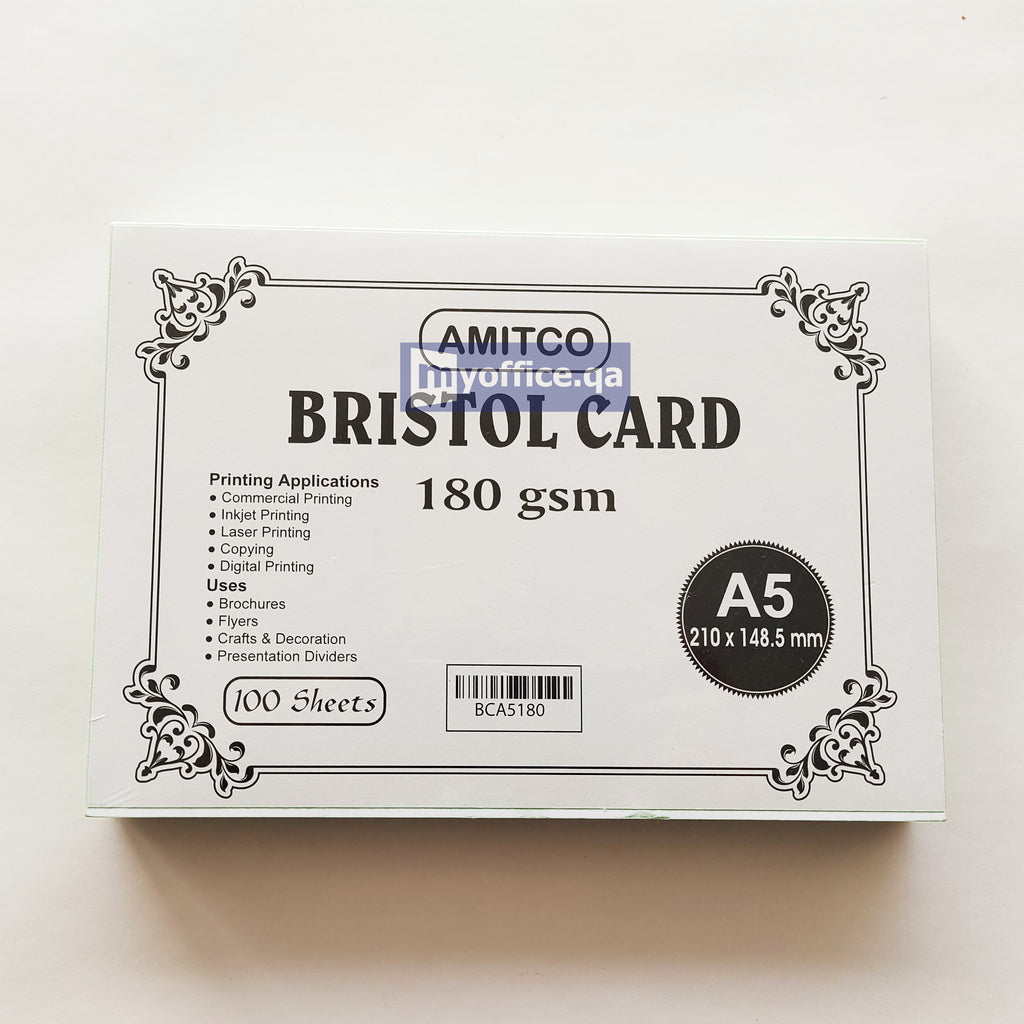 AMITCO
myoffice.qa
BRISTOL CARD
180 gsm
Printing Applications
• Commercial Printing
• Inkjet Printing
• Laser Printing
• Copying
• Digital Printing
Uses
• Brochures
• Flyers
• Crafts & Decoration
• Presentation Dividers
100 Sheets
BCA5180
A5
210 x 148.5 mm